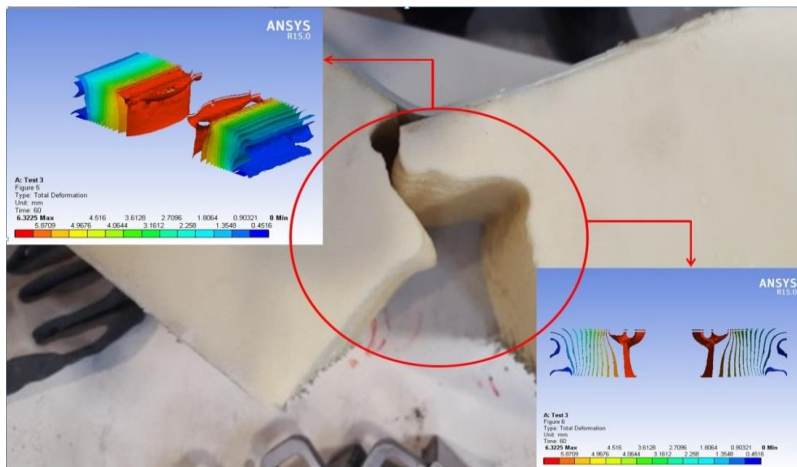 ANSYS
R15.0
A: Test 3
Figure 5
Type: Total Deformation
Unit: mm
Time: 60
6.3225 Max 4.516 3.6128 2.7096 1.8064 0.90321 0 Min
5.8709 4.9676 4.0644 3.1612 2.258 1.3548 0.4516
ANSYS
R15.0
A: Test 3
Figure 6
Type: Total Deformation
Unit: mm
Time: 60
6.3225 Max 4.516 3.6128 2.7096 1.8064 0.90321 0 Min
5.8709 4.9676 4.0644 3.1612 2.258 1.3548 0.4516